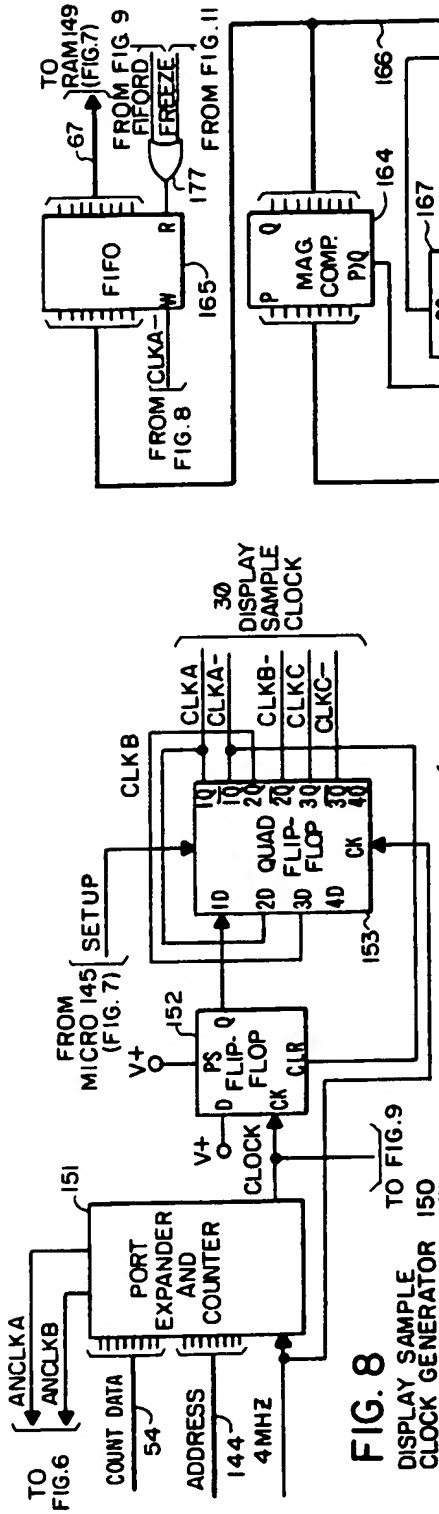 TO
FIG.6
ANCLKA
ANCLKB
COUNT DATA
54
ADDRESS
144
4MHZ
151
PORT
EXPANDER
AND
COUNTER
CLOCK
TO FIG.9
V+
V+
152
D
PS
Q
FLIP-
FLOP
CK
CLR
FROM
MICRO 145
(FIG. 7)
SETUP
CLKB
1D
2D
3D
4D
QUAD
FLIP-
FLOP
CK
1Q
1Q
2Q
2Q
3Q
3Q
4Q
153
CLKA
CLKA-
CLKB-
CLKC
CLKC-
30
DISPLAY
SAMPLE
CLOCK
FIG. 8
DISPLAY SAMPLE
CLOCK GENERATOR 150
FROM
FIG. 8
CLKA-
W
FIFO
R
165
67
TO
RAM 149
(FIG.7)
FROM FIG 9
FIFORD
FREEZE
FROM FIG.11
177
P
Q
MAG.
COMP.
P>Q
164
166
167